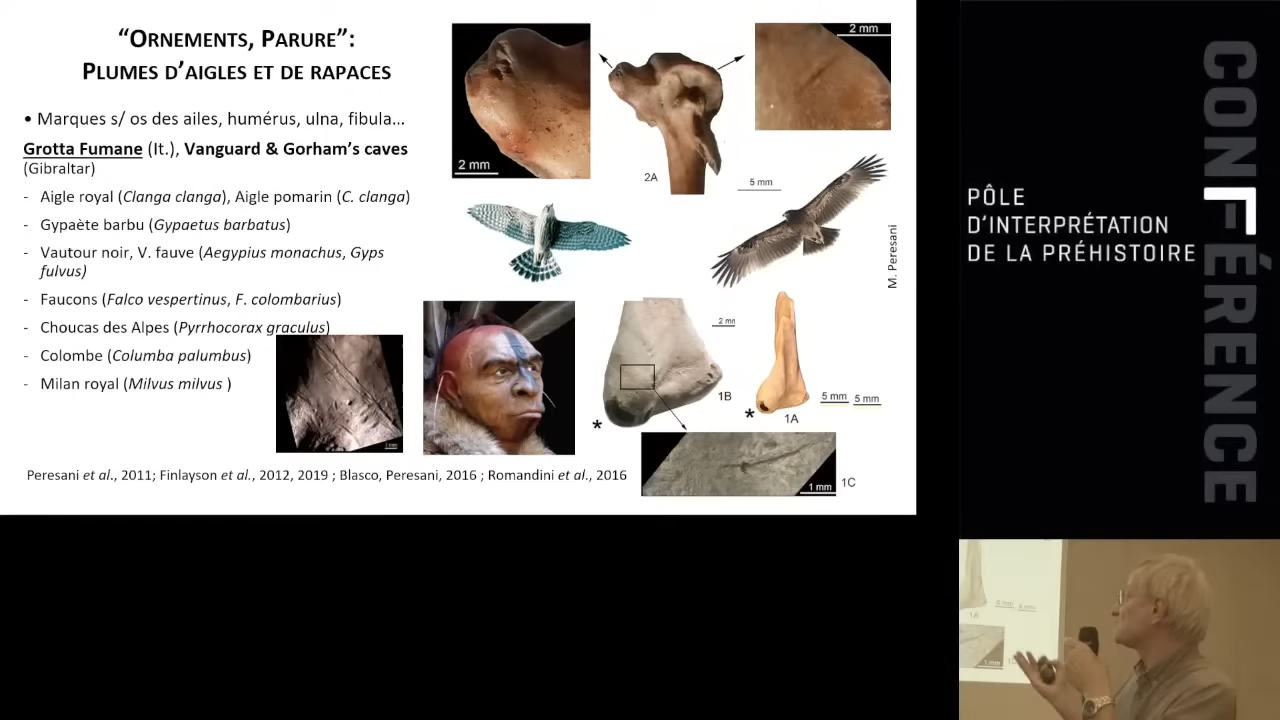 “ORNEMENTS, PARURE”:
PLUMES D’AIGLES ET DE RAPACES
• Marques s/ os des ailes, humérus, ulna, fibula...
Grotta Fumane (It.), Vanguard & Gorham’s caves
(Gibraltar)
- Aigle royal (Clanga clanga), Aigle pomarin (C. clanga)
- Gypaète barbu (Gypaetus barbatus)
- Vautour noir, V. fauve (Aegypius monachus, Gyps
fulvus)
- Faucons (Falco vespertinus, F. colombarius)
- Choucas des Alpes (Pyrrhocorax graculus)
- Colombe (Columba palumbus)
- Milan royal (Milvus milvus )
Peresani et al., 2011; Finlayson et al., 2012, 2019 ; Blasco, Peresani, 2016 ; Romandini et al., 2016
2 mm
2A
5 mm
2 mm
M. Peresani
2 mm
1B
*
1A
*
5 mm 5 mm
1 mm
1C
PÔLE
D’INTERPRÉTATION
DE LA PRÉHISTOIRE
CONFÉRENCE
1 mm